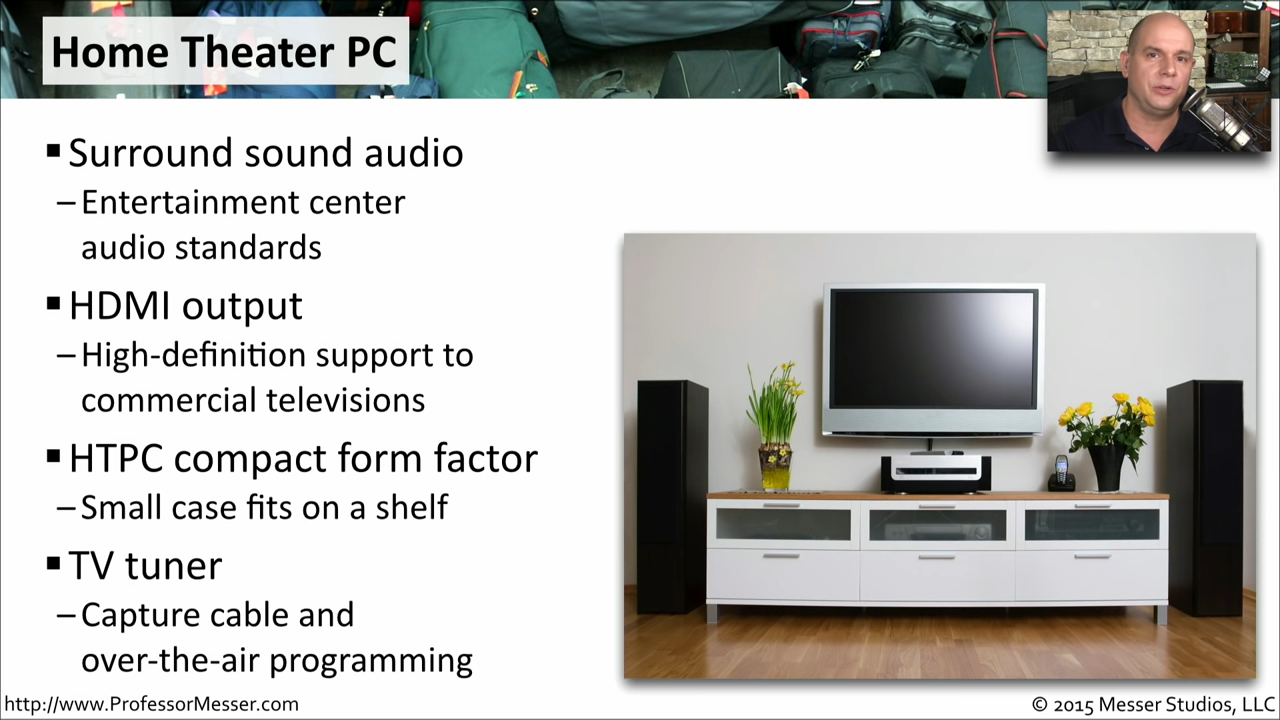 Home Theater PC
▪ Surround sound audio
– Entertainment center
audio standards
▪ HDMI output
– High-definition support to
commercial televisions
▪ HTPC compact form factor
– Small case fits on a shelf
▪ TV tuner
– Capture cable and
over-the-air programming
http://www.ProfessorMesser.com
© 2015 Messer Studios, LLC